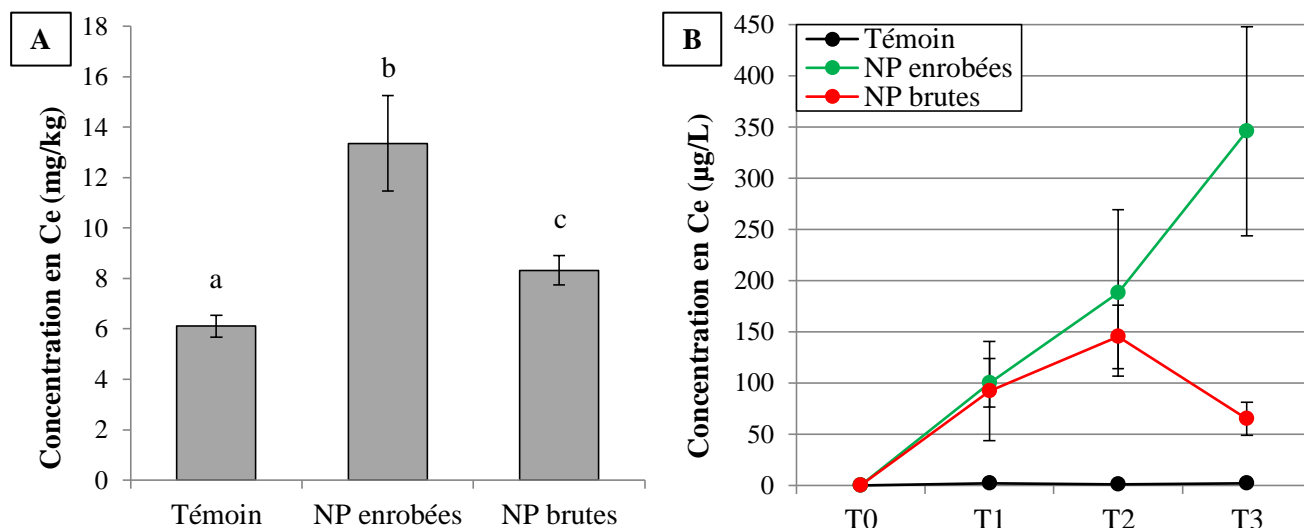 A
Concentration en Ce (mg/kg)
18
16
14
12
10
8
6
4
2
0
a
b
c
Témoin
NP enrobées
NP brutes
B
Concentration en Ce (µg/L)
450
400
350
300
250
200
150
100
50
0
Témoin
NP enrobées
NP brutes
T0
T1
T2
T3